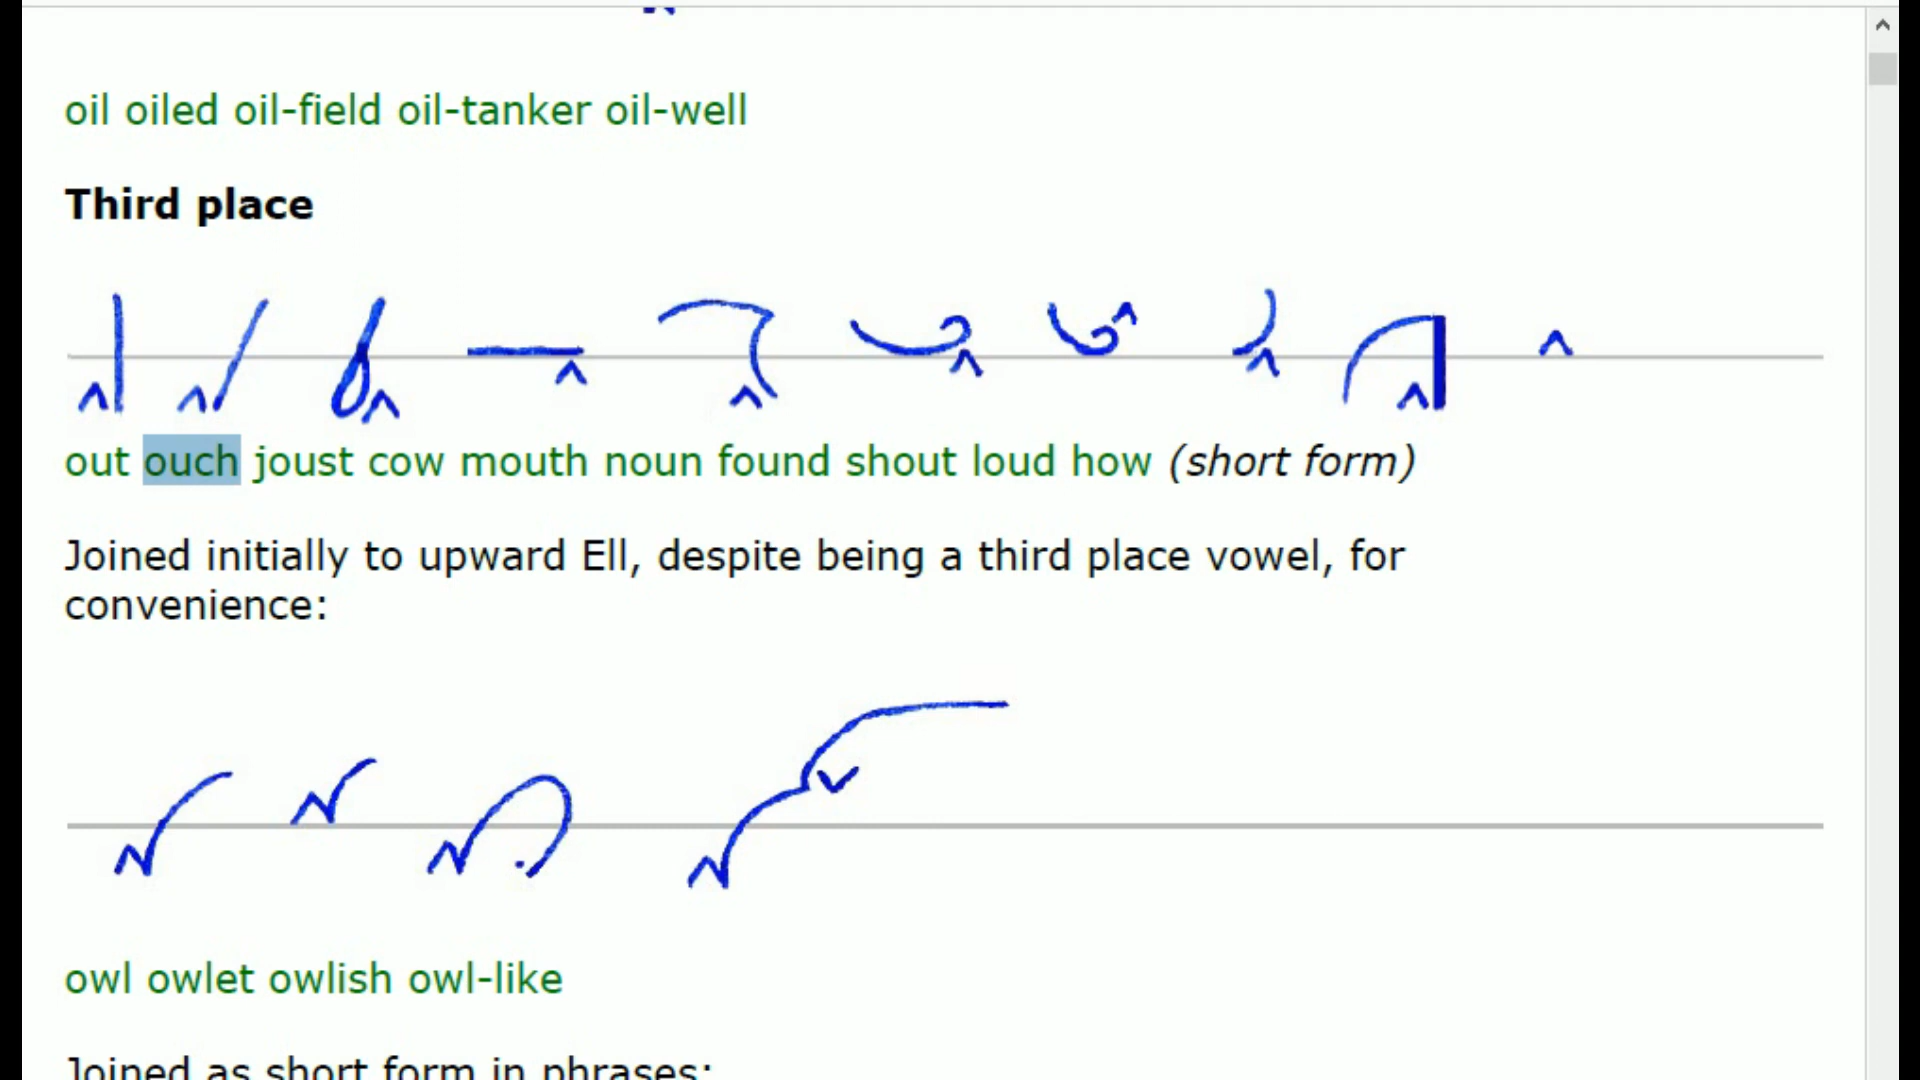 oil oiled oil-field oil-tanker oil-well
Third place
out ouch joust cow mouth noun found shout loud how (short form)
Joined initially to upward Ell, despite being a third place vowel, for
convenience:
owl owlet owlish owl-like
Joined as short form in phrases: